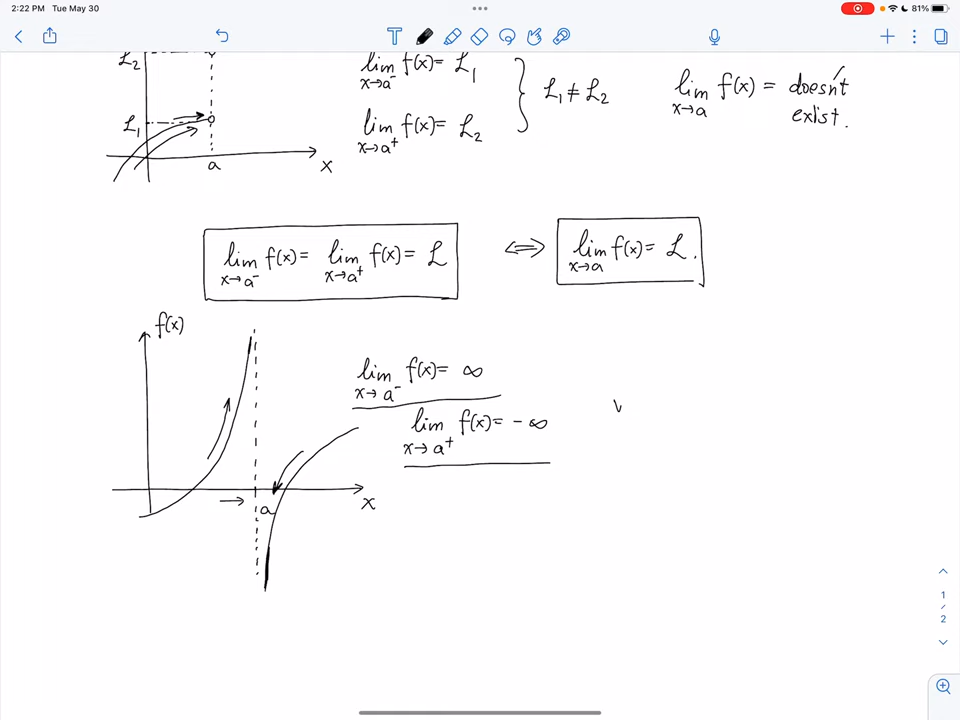 2:22 PM Tue May 30
81%
L₂
lim f(x) = L₁
x→a⁻
L₁ ≠ L₂
lim f(x) = doesn't
x→a
exist.
L₁
lim f(x) = L₂
x→a⁺
a
x
lim f(x) = lim f(x) = L
x→a⁻ x→a⁺
⟺
lim f(x) = L.
x→a
f(x)
lim f(x) = ∞
x→a⁻
lim f(x) = -∞
x→a⁺
a
x
1
/
2